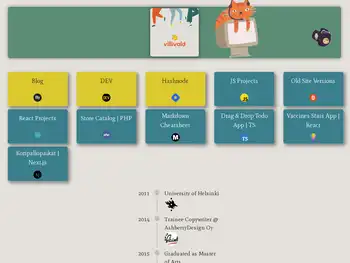 villivald
Blog
DEV
Hashnode
JS Projects
Old Site Versions
React Projects
Store Catalog | PHP
Markdown
Cheatsheet
Drag & Drop Todo
App | TS
Vaccines Stats App |
React
Kompallopaikat |
Next.js
2011
University of Helsinki
2014
Trainee Copywriter @
AshberryDesign Oy
2015
Graduated as Master
of Arts